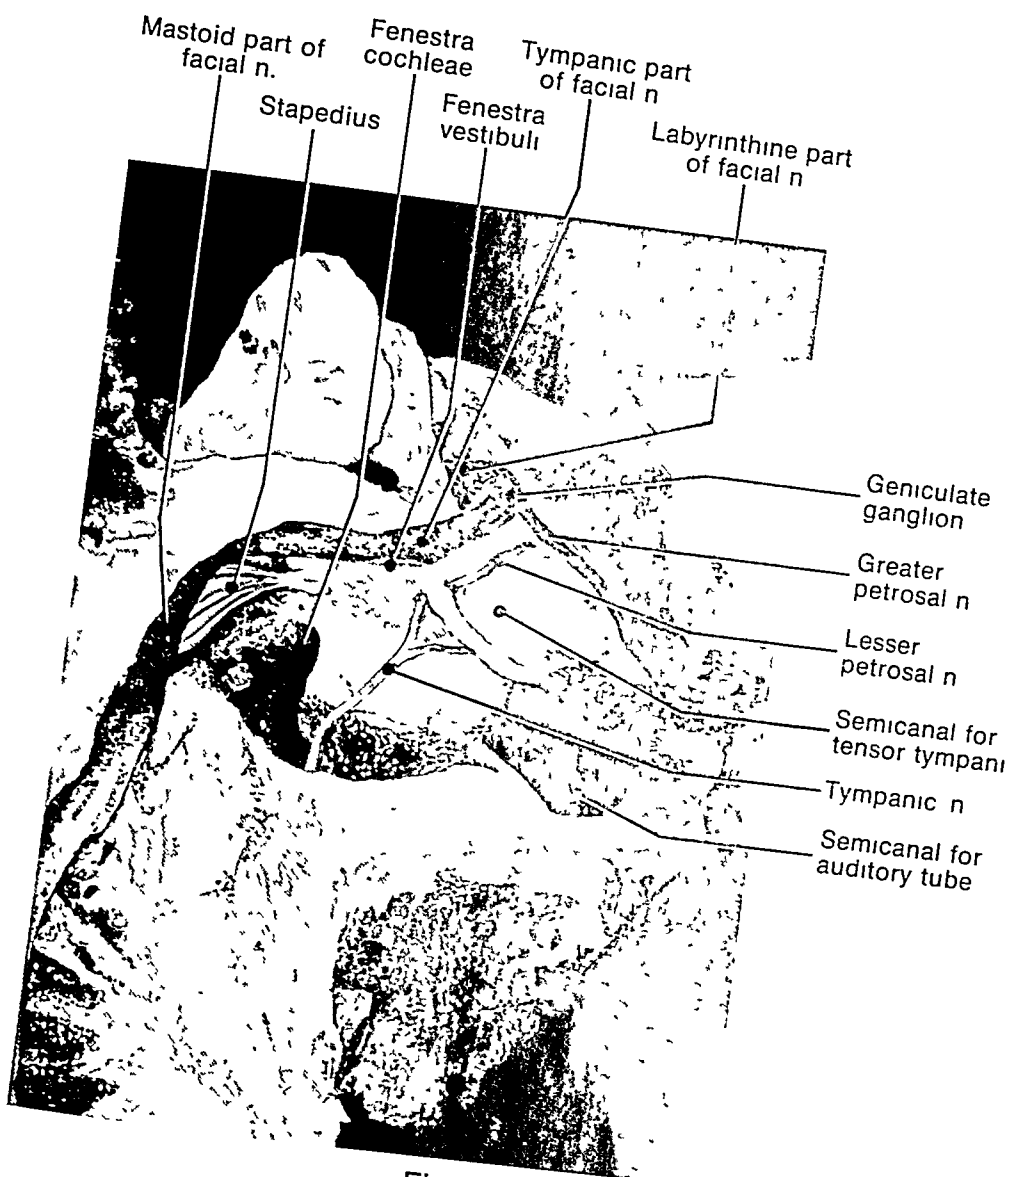 Mastoid part of
facial n.
Stapedius
Fenestra
cochleae
Fenestra
vestibuli
Tympanic part
of facial n
Labyrinthine part
of facial n
Geniculate
ganglion
Greater
petrosal n
Lesser
petrosal n
Semicanal for
tensor tympani
Tympanic n
Semicanal for
auditory tube